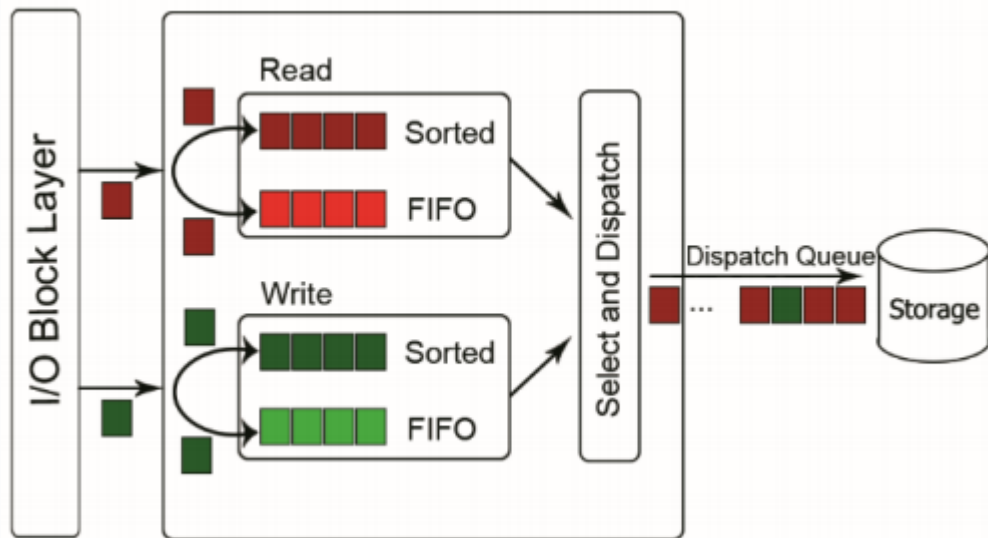 I/O Block Layer
Read
Sorted
FIFO
Write
Sorted
FIFO
Select and Dispatch
Dispatch Queue
...
Storage